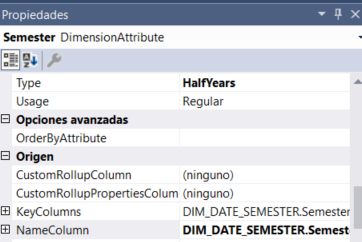 Propiedades
Semester DimensionAttribute
Type HalfYears
Usage Regular
Opciones avanzadas
OrderByAttribute
Origen
CustomRollupColumn (ninguno)
CustomRollupPropertiesColum (ninguno)
KeyColumns DIM_DATE_SEMESTER.Semester
NameColumn DIM_DATE_SEMESTER.Semest